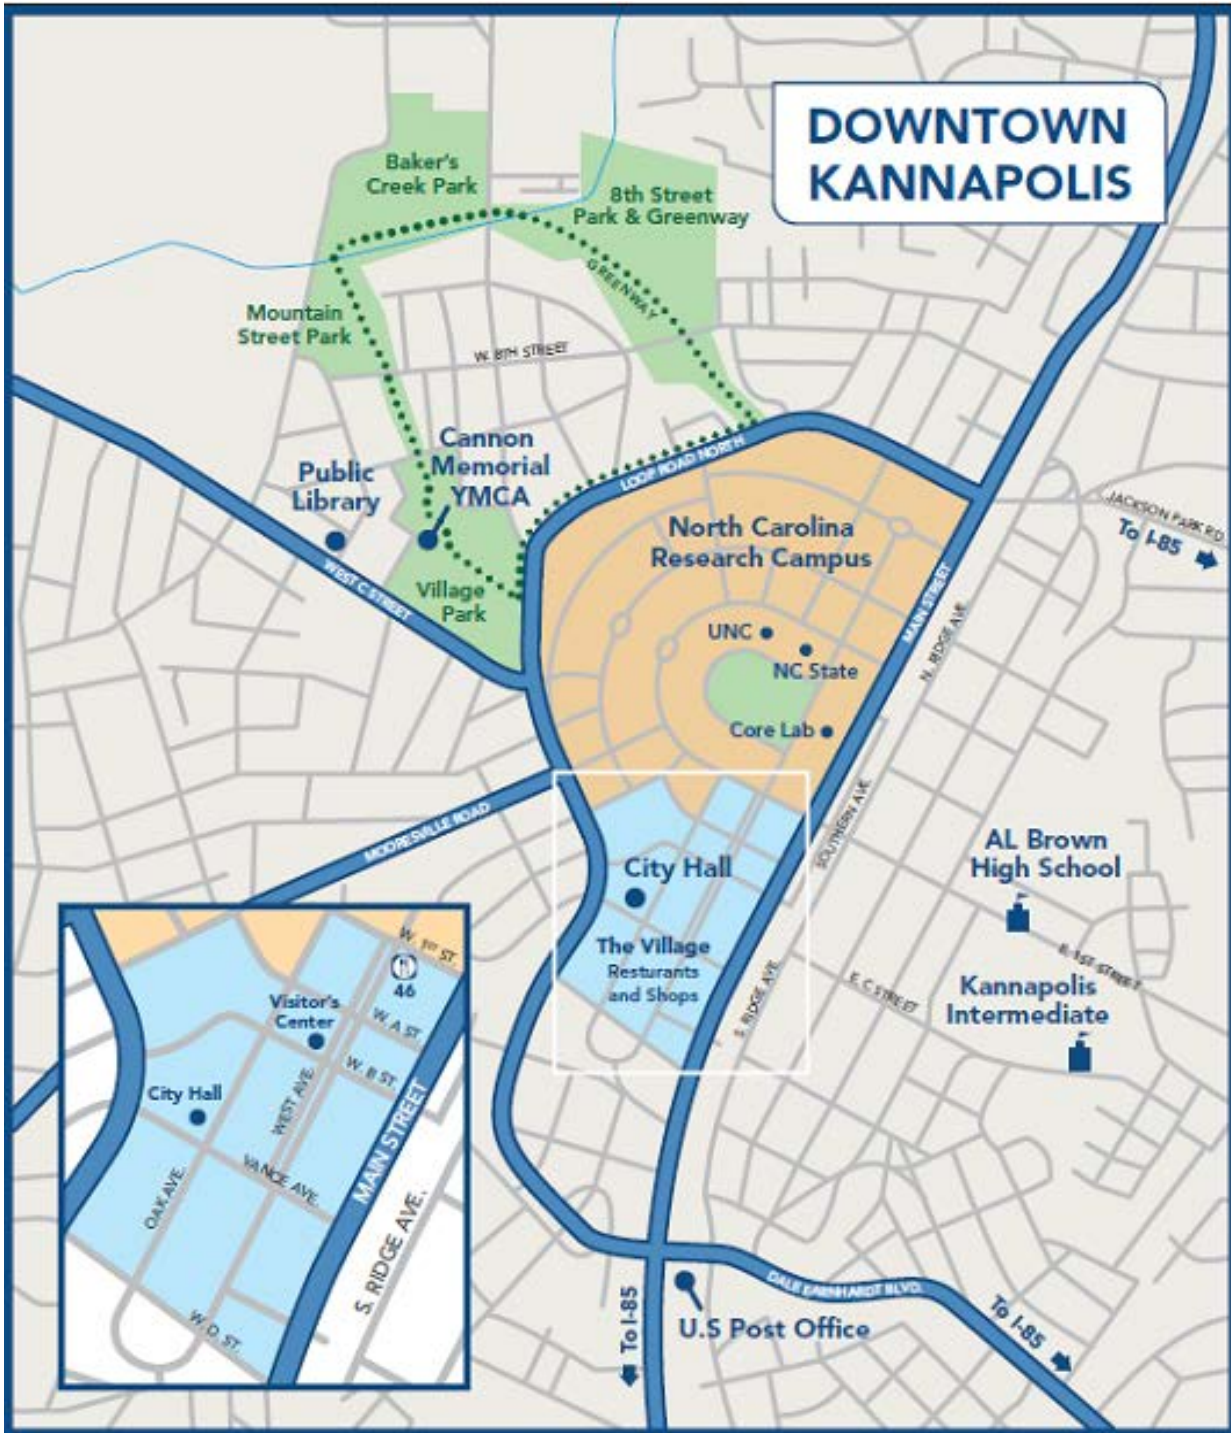 DOWNTOWN
KANNAPOLIS
Baker's
Creek Park
8th Street
Park & Greenway
GREENWAY
Mountain
Street Park
W. 8TH STREET
Cannon
Memorial
YMCA
Public
Library
LOOP ROAD NORTH
North Carolina
Research Campus
JACKSON PARK RD.
To I-85
WEST C STREET
Village
Park
MAIN STREET
N. RIDGE AVE.
UNC
NC State
Core Lab
MOORESVILLE ROAD
SOUTHERN AVE.
City Hall
The Village
Resturants
and Shops
AL Brown
High School
E. 1ST STREET
E. C STREET
Kannapolis
Intermediate
S. RIDGE AVE.
W. 1ST ST.
46
Visitor's
Center
W. A ST.
W. B ST.
City Hall
WEST AVE.
VANCE AVE.
OAK AVE.
MAIN STREET
S. RIDGE AVE.
W. D ST.
DALE EARNHARDT BLVD.
U.S Post Office
To I-85
To I-85